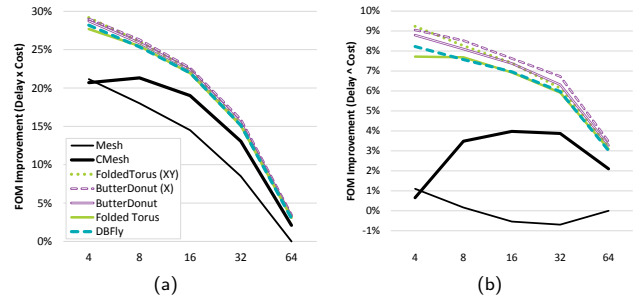 FOM Improvement (Delay x Cost)
30%
25%
20%
15%
10%
5%
0%
Mesh
CMesh
FoldedTorus (XY)
ButterDonut (X)
ButterDonut
Folded Torus
DBFly
4 8 16 32 64
(a)
FOM Improvement (Delay ^ Cost)
10%
9%
8%
7%
6%
5%
4%
3%
2%
1%
0%
-1%
4 8 16 32 64
(b)